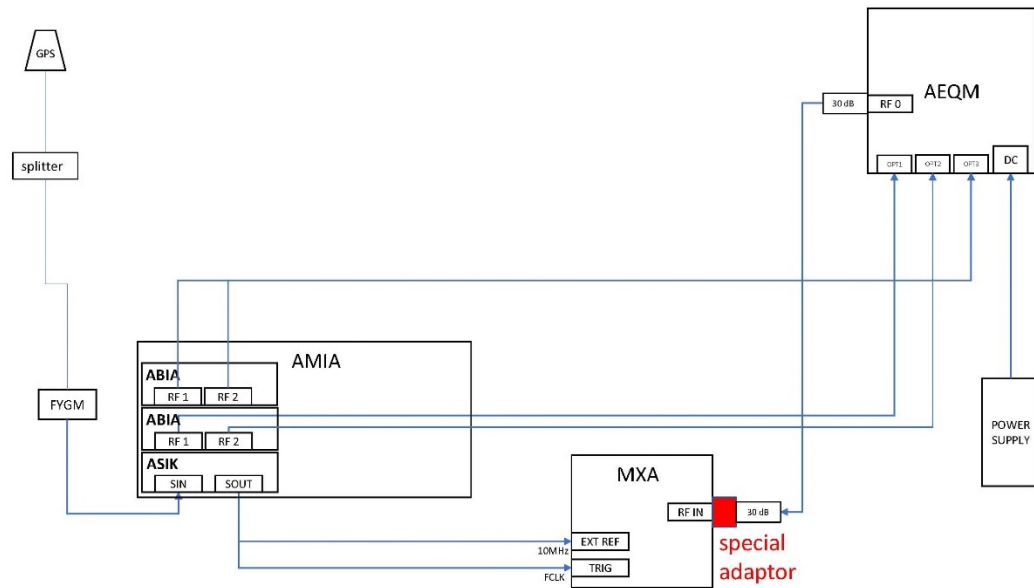 GPS
splitter
FYGM
AEQM
30 dB
RF 0
OPT1
OPT2
OPT3
DC
AMIA
ABIA
RF 1
RF 2
ABIA
RF 1
RF 2
ASIK
SIN
SOUT
MXA
RF IN
30 dB
special
adaptor
EXT REF
10MHz
TRIG
FCLK
POWER
SUPPLY